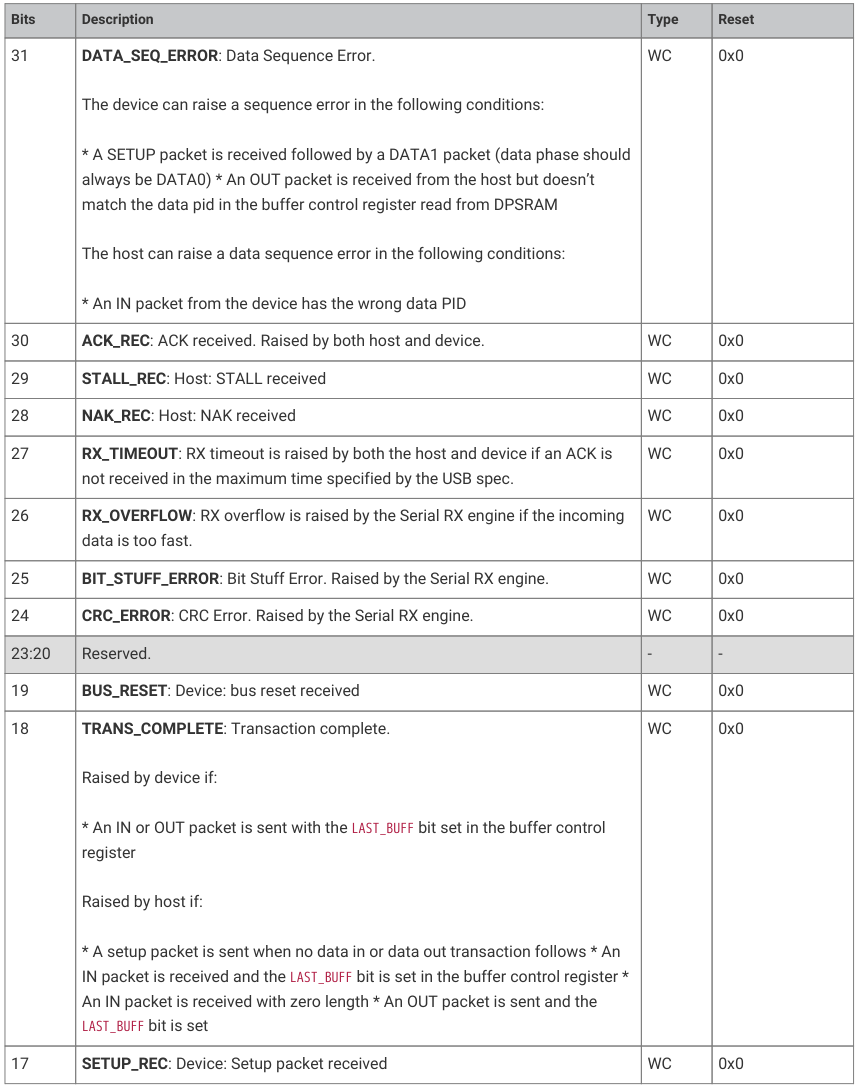 Bits Description Type Reset
31 DATA_SEQ_ERROR: Data Sequence Error. WC 0x0
The device can raise a sequence error in the following conditions:
* A SETUP packet is received followed by a DATA1 packet (data phase should
always be DATA0) * An OUT packet is received from the host but doesn’t
match the data pid in the buffer control register read from DPSRAM
The host can raise a data sequence error in the following conditions:
* An IN packet from the device has the wrong data PID
30 ACK_REC: ACK received. Raised by both host and device. WC 0x0
29 STALL_REC: Host: STALL received WC 0x0
28 NAK_REC: Host: NAK received WC 0x0
27 RX_TIMEOUT: RX timeout is raised by both the host and device if an ACK is WC 0x0
not received in the maximum time specified by the USB spec.
26 RX_OVERFLOW: RX overflow is raised by the Serial RX engine if the incoming WC 0x0
data is too fast.
25 BIT_STUFF_ERROR: Bit Stuff Error. Raised by the Serial RX engine. WC 0x0
24 CRC_ERROR: CRC Error. Raised by the Serial RX engine. WC 0x0
23:20 Reserved. - -
19 BUS_RESET: Device: bus reset received WC 0x0
18 TRANS_COMPLETE: Transaction complete. WC 0x0
Raised by device if:
* An IN or OUT packet is sent with the LAST_BUFF bit set in the buffer control
register
Raised by host if:
* A setup packet is sent when no data in or data out transaction follows * An
IN packet is received and the LAST_BUFF bit is set in the buffer control register *
An IN packet is received with zero length * An OUT packet is sent and the
LAST_BUFF bit is set
17 SETUP_REC: Device: Setup packet received WC 0x0